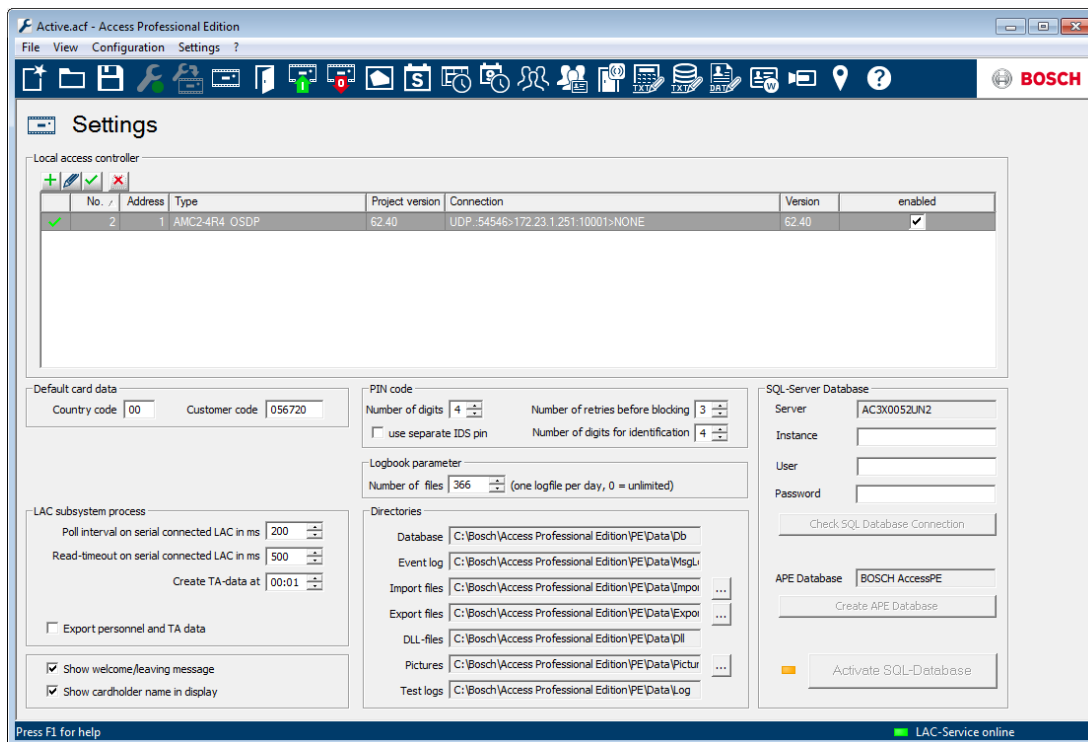 Active.acf - Access Professional Edition
File View Configuration Settings ?
S TXT TXT DAT W ? BOSCH
Settings
Local access controller
No. Address Type Project version Connection Version enabled
2 1 AMC2-4R4 OSDP 62.40 UDP.:54546>172.23.1.251:10001>NONE 62.40
Default card data
Country code 00 Customer code 056720
PIN code
Number of digits 4 Number of retries before blocking 3
use separate IDS pin Number of digits for identification 4
SQL-Server Database
Server AC3X0052UN2
Instance
User
Password
Check SQL Database Connection
APE Database BOSCH AccessPE
Create APE Database
Activate SQL-Database
Logbook parameter
Number of files 366 (one logfile per day, 0 = unlimited)
LAC subsystem process
Poll interval on serial connected LAC in ms 200
Read-timeout on serial connected LAC in ms 500
Create TA-data at 00:01
Export personnel and TA data
Show welcome/leaving message
Show cardholder name in display
Directories
Database C:\Bosch\Access Professional Edition\PE\Data\Db
Event log C:\Bosch\Access Professional Edition\PE\Data\MsgL
Import files C:\Bosch\Access Professional Edition\PE\Data\Impor ...
Export files C:\Bosch\Access Professional Edition\PE\Data\Expor ...
DLL-files C:\Bosch\Access Professional Edition\PE\Data\Dll
Pictures C:\Bosch\Access Professional Edition\PE\Data\Pictur ...
Test logs C:\Bosch\Access Professional Edition\PE\Data\Log
Press F1 for help LAC-Service online